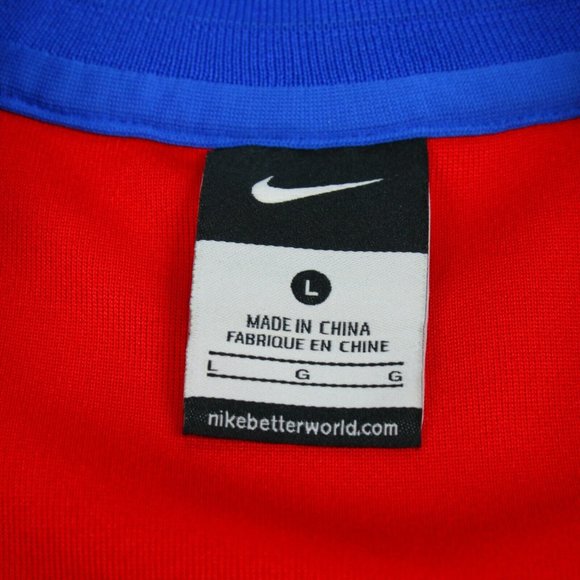 L
MADE IN CHINA
FABRIQUE EN CHINE
L G G
nikebetterworld.com